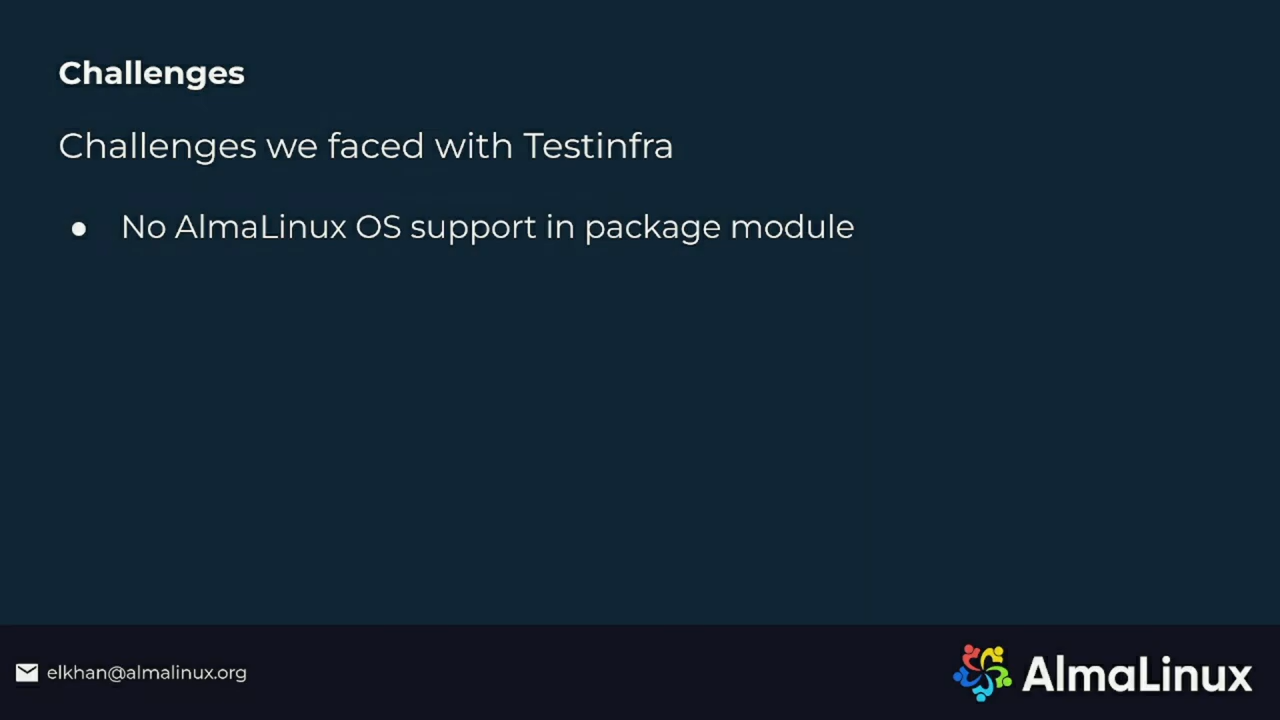 Challenges
Challenges we faced with Testinfra
● No AlmaLinux OS support in package module
elkhan@almalinux.org
AlmaLinux